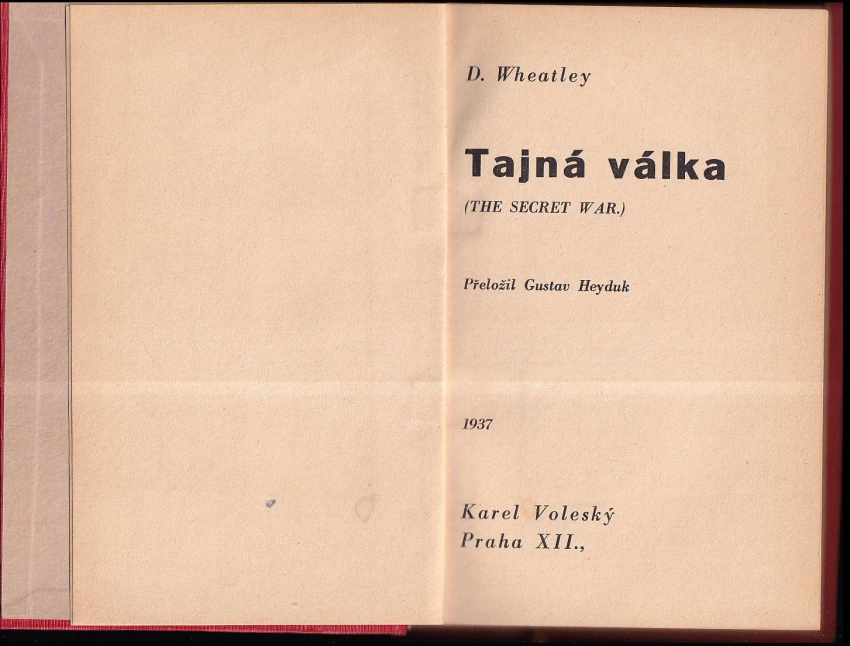 D. Wheatley
Tajná válka
(THE SECRET WAR.)
Přeložil Gustav Heyduk
1937
Karel Voleský
Praha XII.,